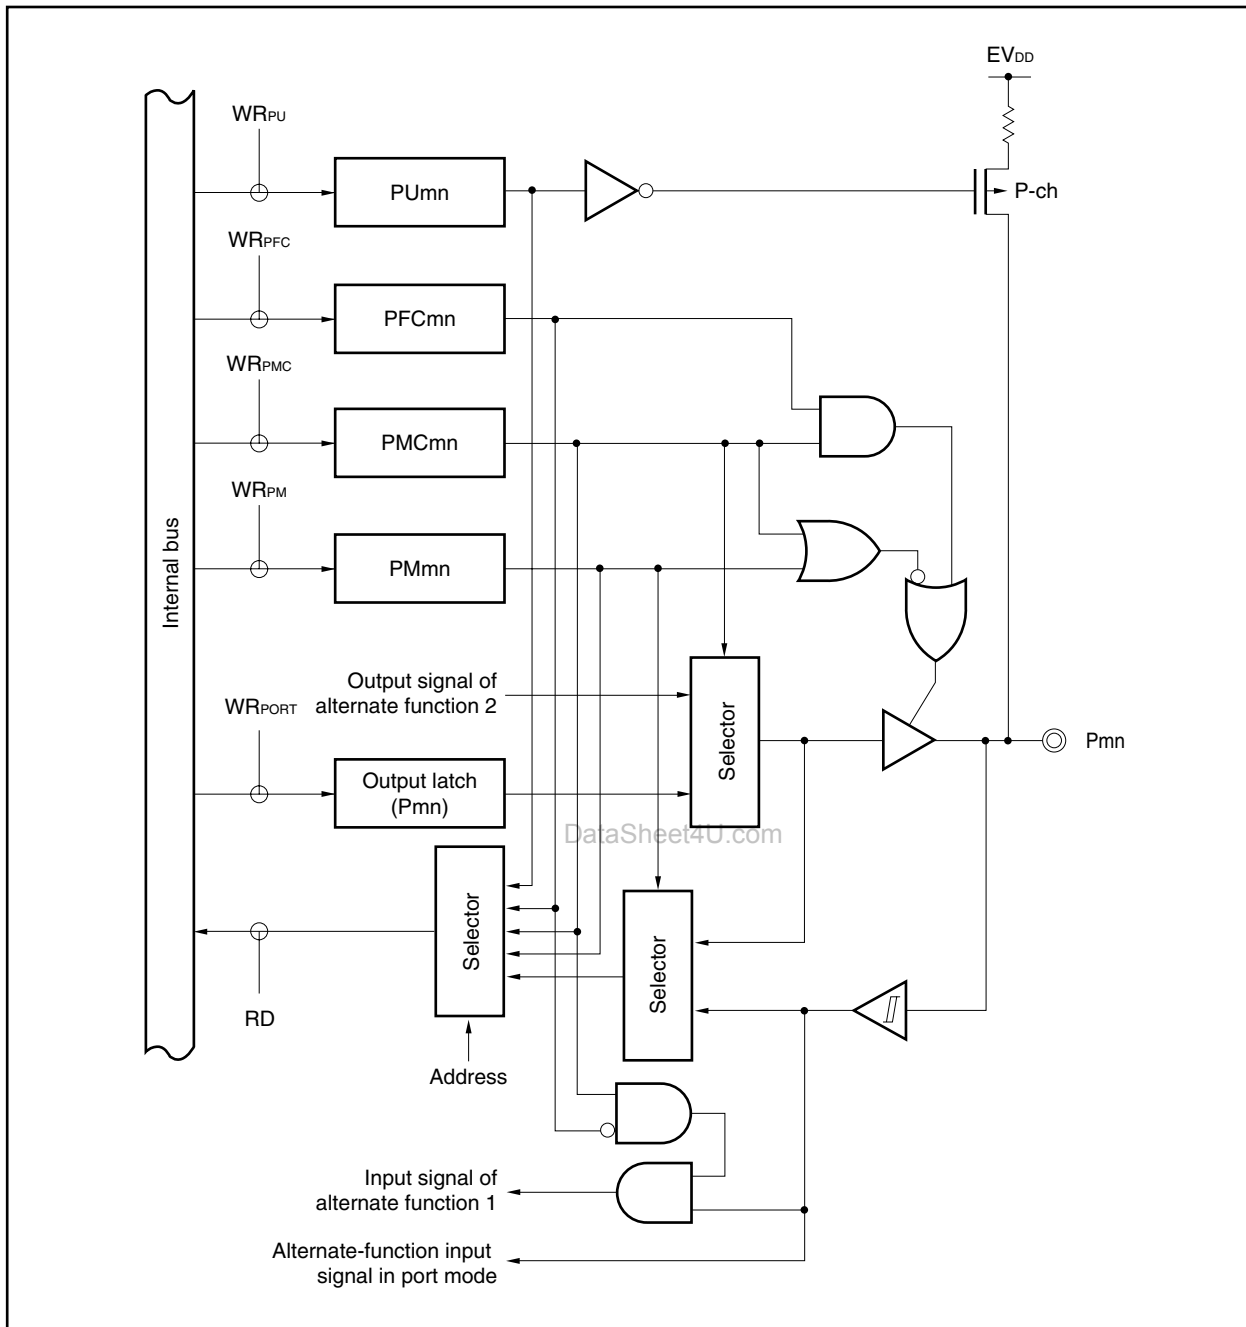 EVDD
WRPU
PUmn
P-ch
WRPFC
PFCmn
WRPMC
PMCmn
WRPM
PMmn
Internal bus
Output signal of
alternate function 2
Selector
WRPORT
Output latch
(Pmn)
Pmn
DataSheet4U.com
Selector
Selector
RD
Address
Input signal of
alternate function 1
Alternate-function input
signal in port mode